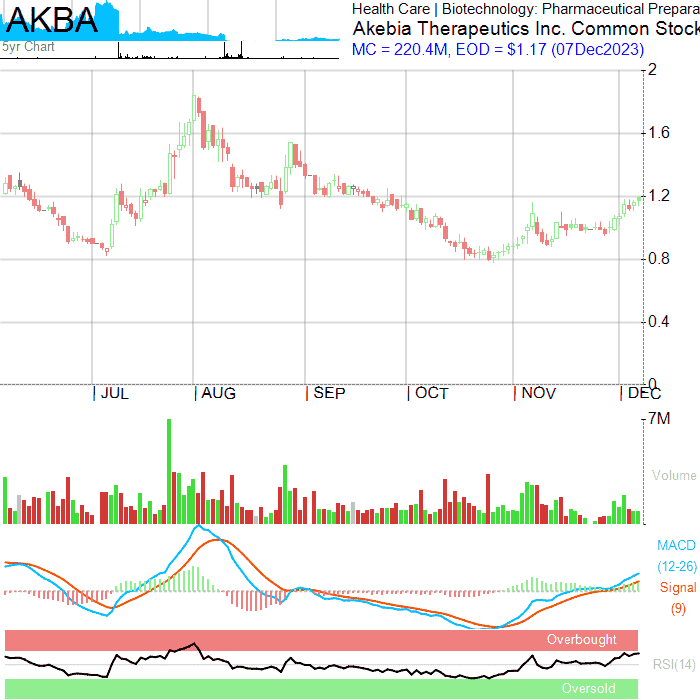 AKBA
5yr Chart
Health Care | Biotechnology: Pharmaceutical Prepara
Akebia Therapeutics Inc. Common Stock
MC = 220.4M, EOD = $1.17 (07Dec2023)
2
1.6
1.2
0.8
0.4
0
JUL AUG SEP OCT NOV DEC
7M
Volume
MACD
(12-26)
Signal
(9)
Overbought
RSI(14)
Oversold